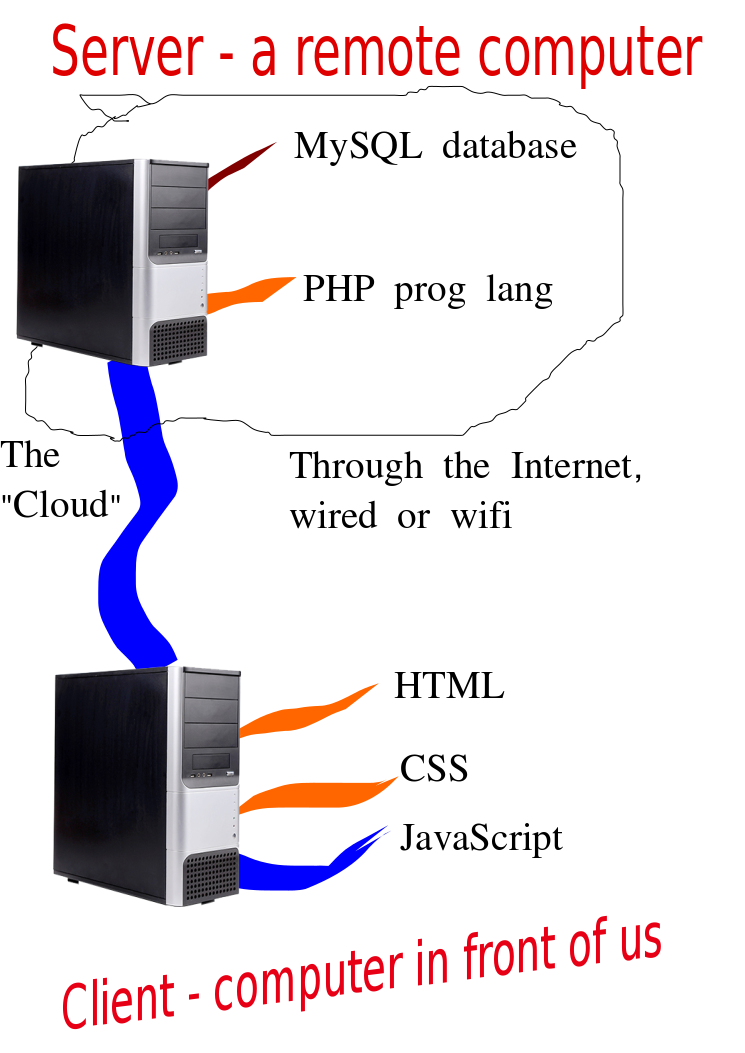 Server - a remote computer
MySQL database
PHP prog lang
The
"Cloud"
Through the Internet,
wired or wifi
HTML
CSS
JavaScript
Client - computer in front of us